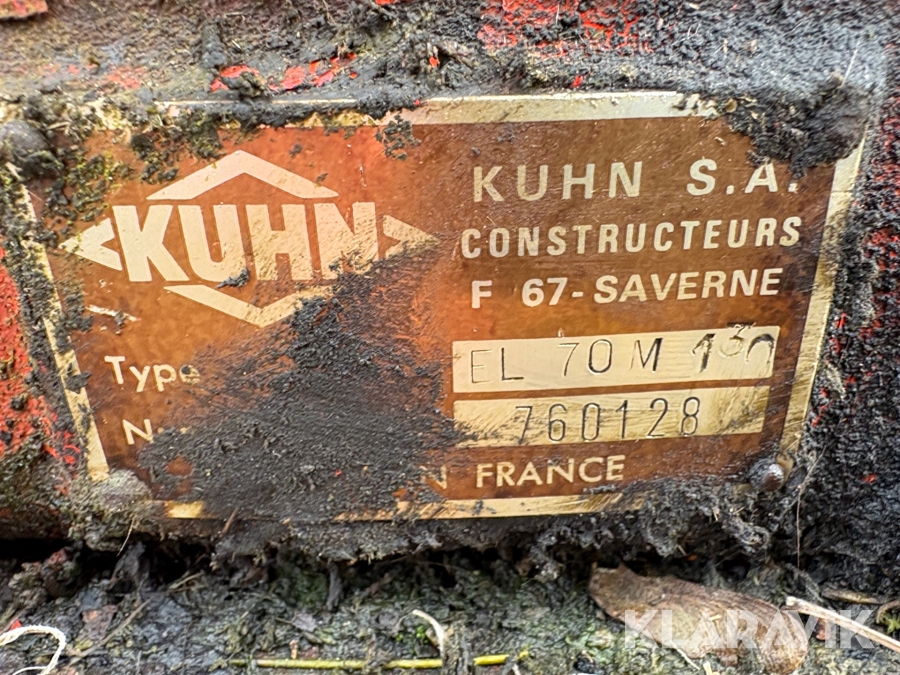 KUHN
KUHN S.A.
CONSTRUCTEURS
F 67-SAVERNE
Type
EL 70M 130
760128
FRANCE
KLARAVIK